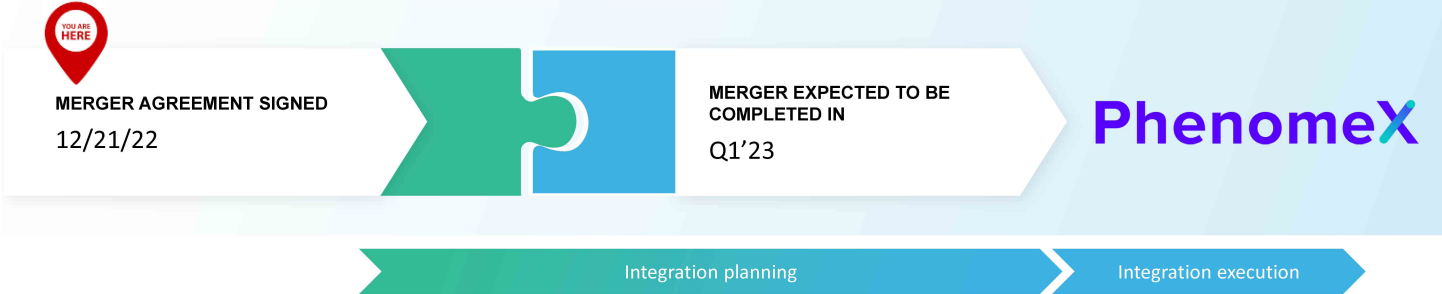 YOU ARE
HERE
MERGER AGREEMENT SIGNED
12/21/22
MERGER EXPECTED TO BE
COMPLETED IN
Q1’23
PhenomeX
Integration planning
Integration execution